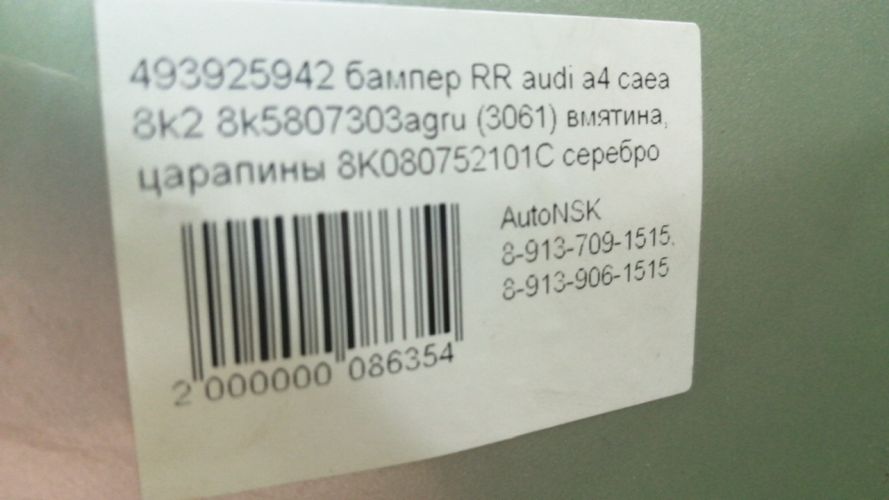 493925942 бампер RR audi a4 caea
8k2 8k5807303agru (3061) вмятина,
царапины 8K080752101C серебро
AutoNSK
8-913-709-1515,
8-913-906-1515
2 000000 086354